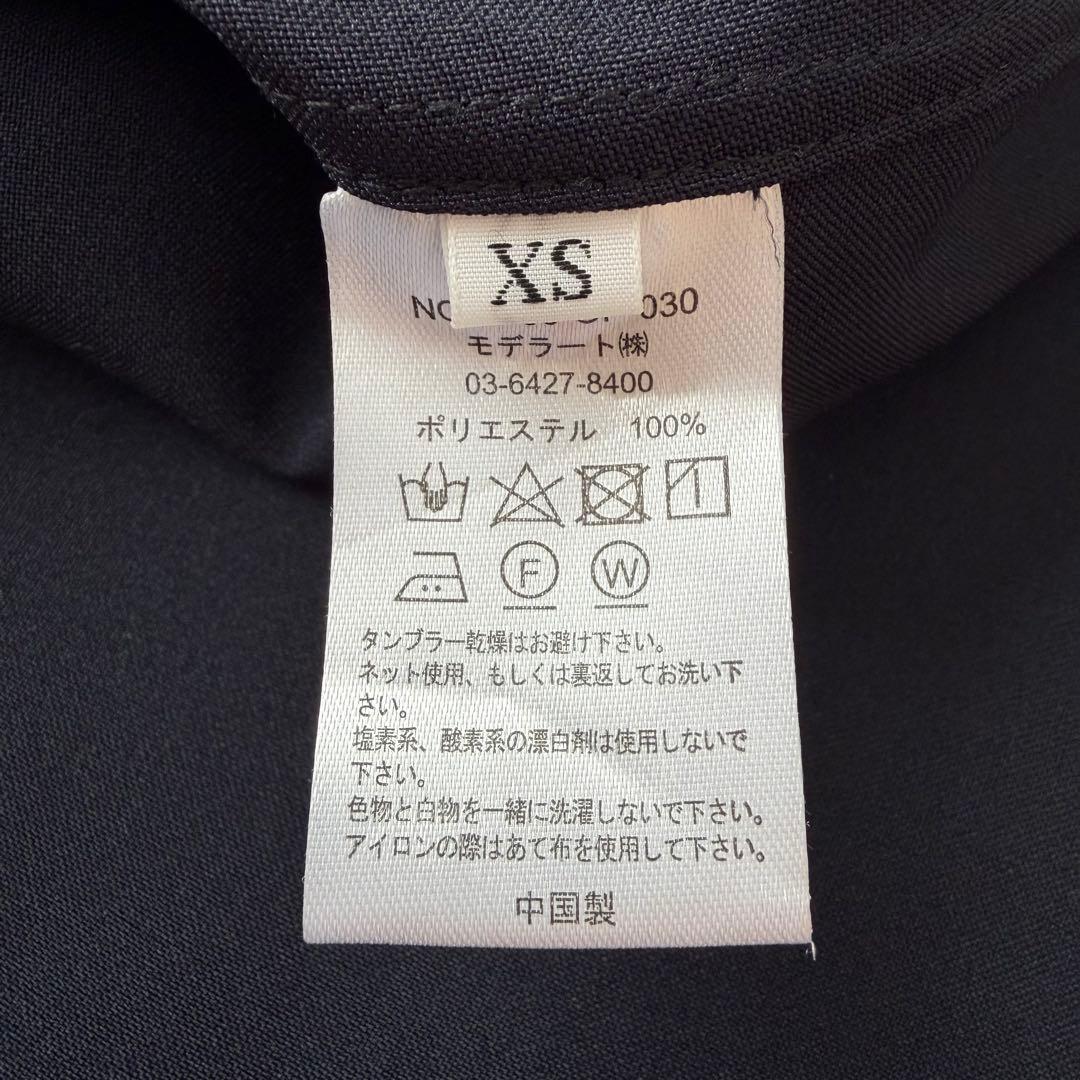 XS
030
モデラート㈱
03-6427-8400
ポリエステル 100%
F W
タンブラー乾燥はお避け下さい。
ネット使用、もしくは裏返してお洗い下
さい。
塩素系、酸素系の漂白剤は使用しないで
下さい。
色物と白物を一緒に洗濯しないで下さい。
アイロンの際はあて布を使用して下さい。
中国製